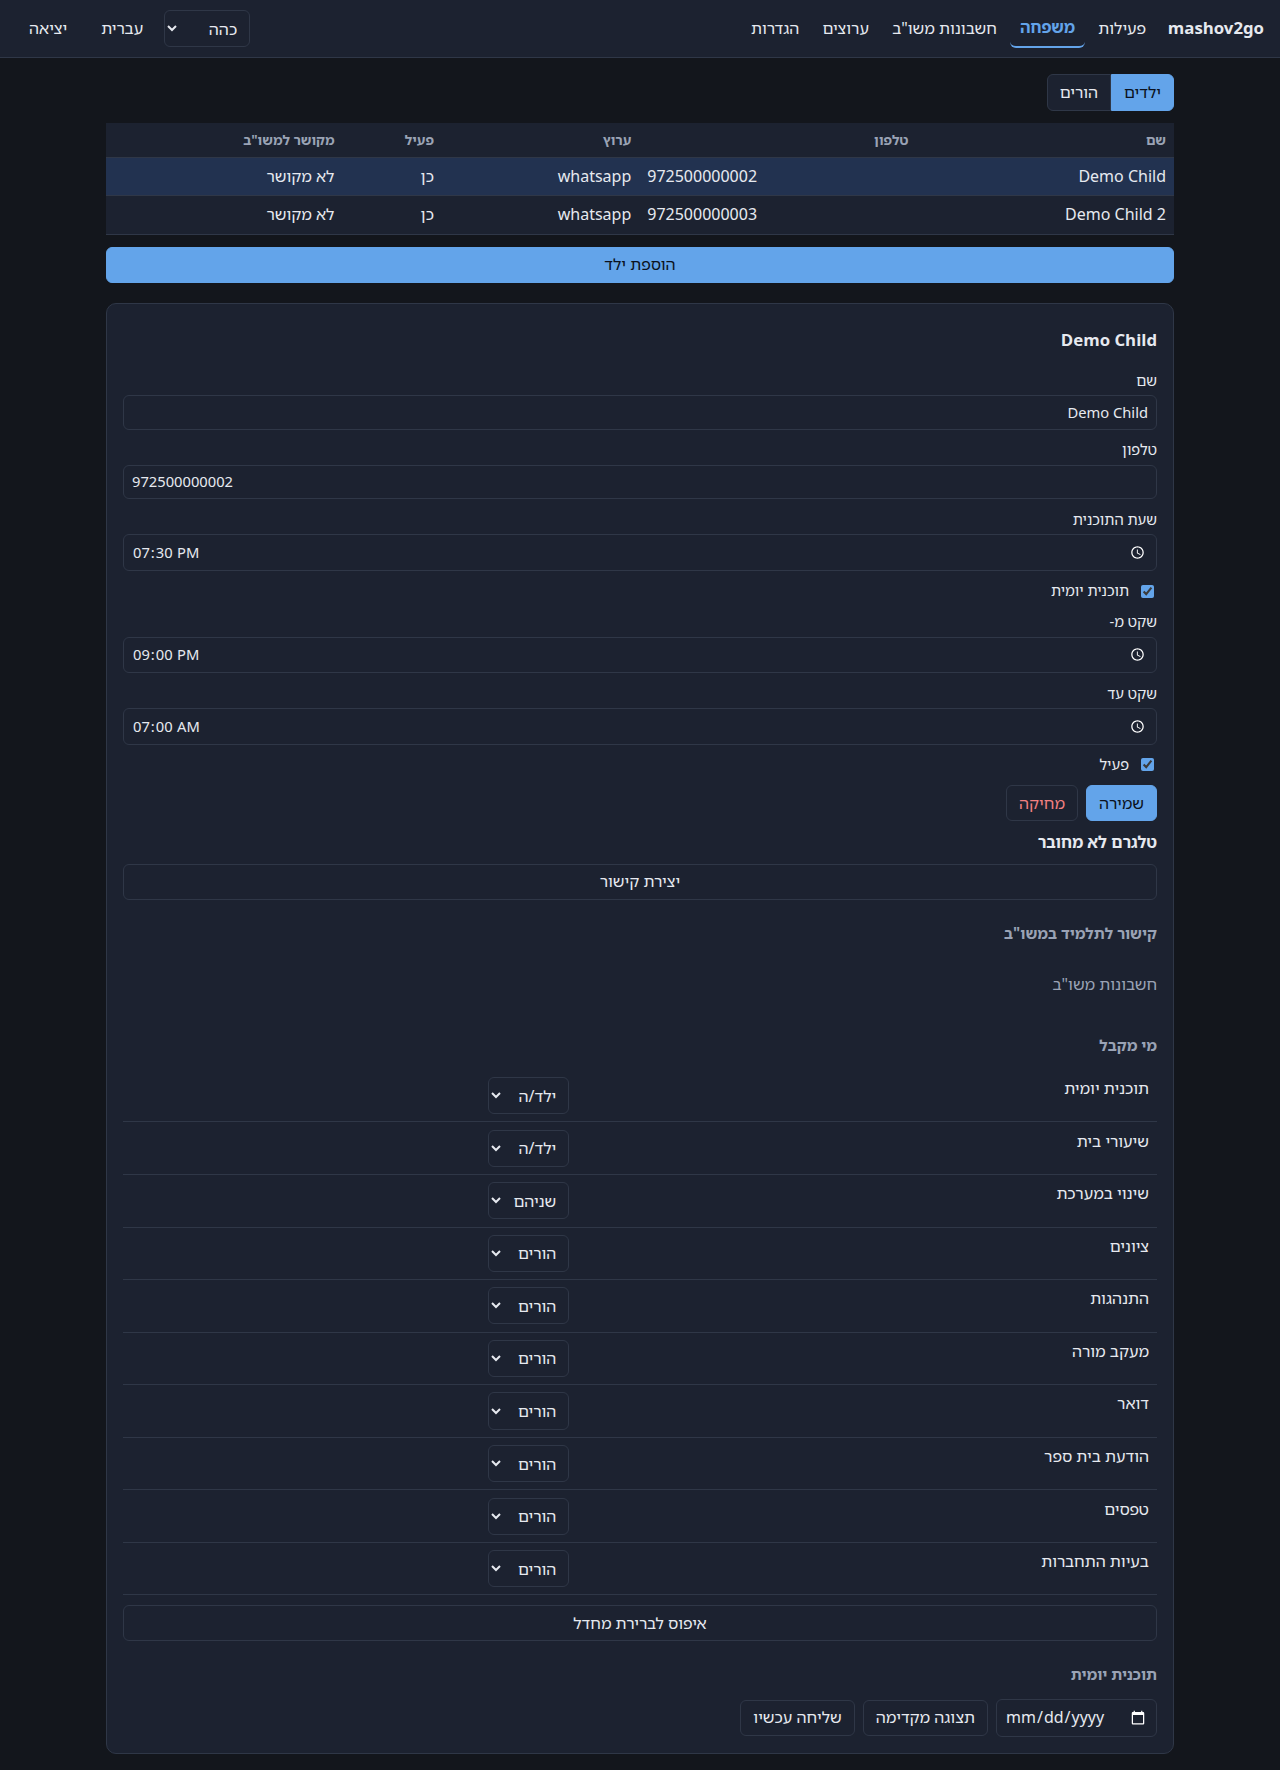 mashov2go פעילות משפחה חשבונות משו"ב ערוצים הגדרות כהה עברית יציאה
ילדים הורים
שם טלפון ערוץ פעיל מקושר למשו"ב
Demo Child 972500000002 whatsapp כן לא מקושר
Demo Child 2 972500000003 whatsapp כן לא מקושר
הוספת ילד
Demo Child
שם
Demo Child
טלפון
972500000002
שעת התוכנית
07:30 PM
תוכנית יומית
שקט מ-
09:00 PM
שקט עד
07:00 AM
פעיל
שמירה מחיקה
טלגרם לא מחובר
יצירת קישור
קישור לתלמיד במשו"ב
חשבונות משו"ב
מי מקבל
תוכנית יומית ילד/ה
שיעורי בית ילד/ה
שינוי במערכת שניהם
ציונים הורים
התנהגות הורים
מעקב מורה הורים
דואר הורים
הודעת בית ספר הורים
טפסים הורים
בעיות התחברות הורים
איפוס לברירת מחדל
תוכנית יומית
mm/dd/yyyy תצוגה מקדימה שליחה עכשיו